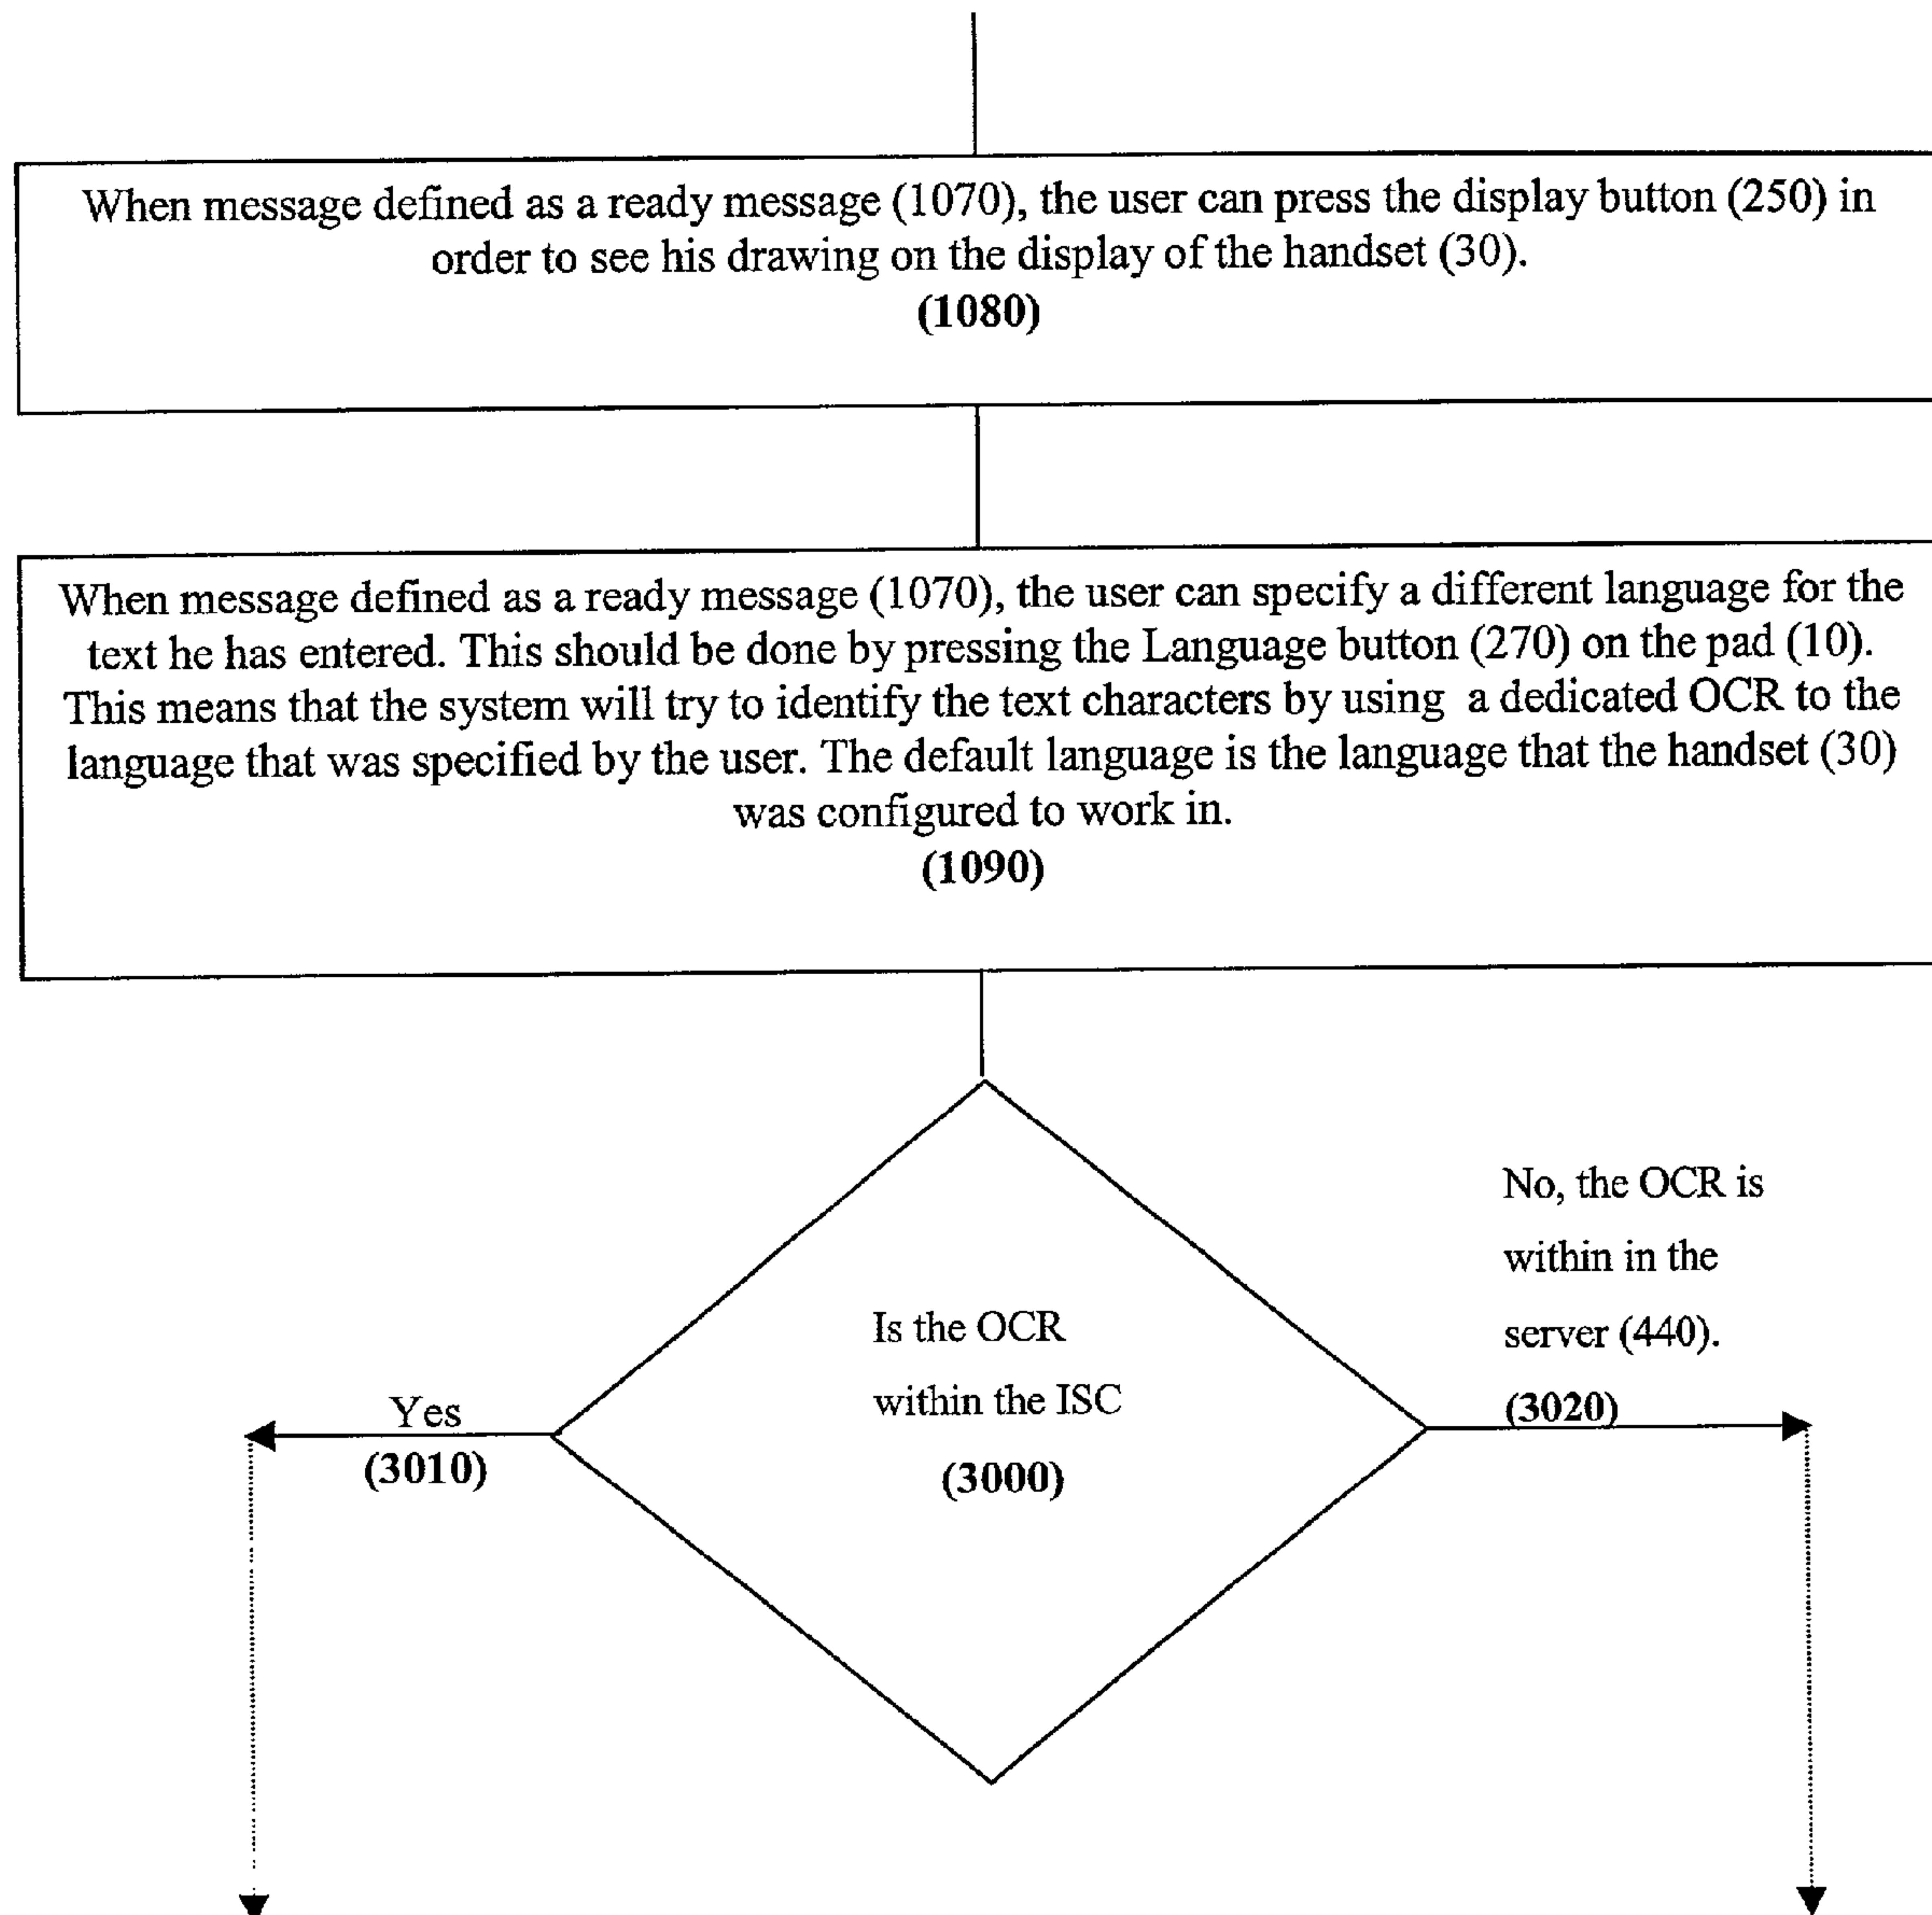 When message defined as a ready message (1070), the user can press the display button (250) in
order to see his drawing on the display of the handset (30).
(1080)
When message defined as a ready message (1070), the user can specify a different language for the
text he has entered. This should be done by pressing the Language button (270) on the pad (10).
This means that the system will try to identify the text characters by using a dedicated OCR to the
language that was specified by the user. The default language is the language that the handset (30)
was configured to work in.
(1090)
Is the OCR
within the ISC
(3000)
Yes
(3010)
No, the OCR is
within in the
server (440).
(3020)